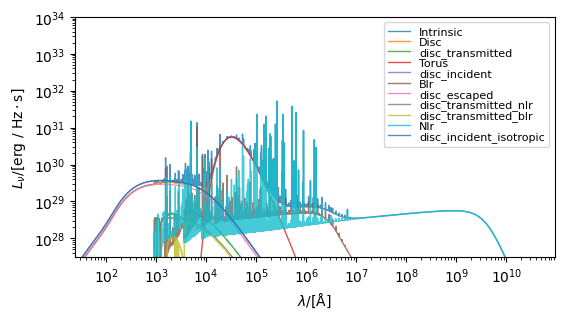 10^34
10^33
10^32
10^31
10^30
10^29
10^28
L_ν/[erg / Hz · s]
Intrinsic
Disc
disc_transmitted
Torus
disc_incident
Blr
disc_escaped
disc_transmitted_nlr
disc_transmitted_blr
Nlr
disc_incident_isotropic
10^2 10^3 10^4 10^5 10^6 10^7 10^8 10^9 10^10
λ/[Å]